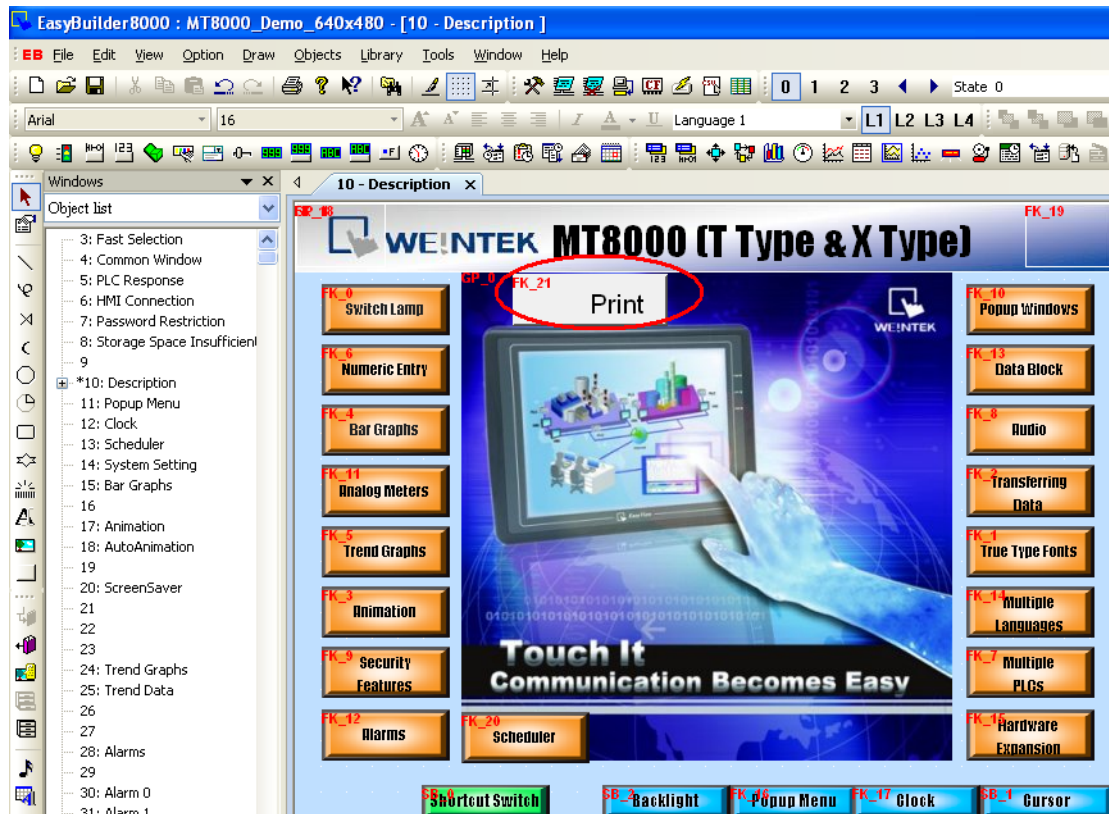 EasyBuilder8000 : MT8000_Demo_640x480 - [10 - Description ]
EB File Edit View Option Draw Objects Library Tools Window Help
0 1 2 3 State 0
Arial 16 Language 1 L1 L2 L3 L4
Windows
10 - Description
Object list
3: Fast Selection
4: Common Window
5: PLC Response
6: HMI Connection
7: Password Restriction
8: Storage Space Insufficient
9
*10: Description
11: Popup Menu
12: Clock
13: Scheduler
14: System Setting
15: Bar Graphs
16
17: Animation
18: AutoAnimation
19
20: ScreenSaver
21
22
23
24: Trend Graphs
25: Trend Data
26
27
28: Alarms
29
30: Alarm 0
31: Alarm 1
FK_19
WEINTEK MT8000 (T Type & X Type)
GP_0
FK_21
Print
FK_0
Switch Lamp
FK_6
Numeric Entry
FK_4
Bar Graphs
FK_11
Analog Meters
FK_5
Trend Graphs
FK_3
Animation
FK_9
Security
Features
FK_12
Alarms
FK_20
Scheduler
WEINTEK
Touch It
Communication Becomes Easy
FK_10
Popup Windows
FK_13
Data Block
FK_8
Audio
FK_2
Transferring
Data
FK_1
True Type Fonts
FK_14
Multiple
Languages
FK_7
Multiple
PLCs
FK_15
Hardware
Expansion
SB_0
Shortcut Switch
SB_2
Backlight
FK_16
Popup Menu
FK_17
Clock
SB_1
Cursor